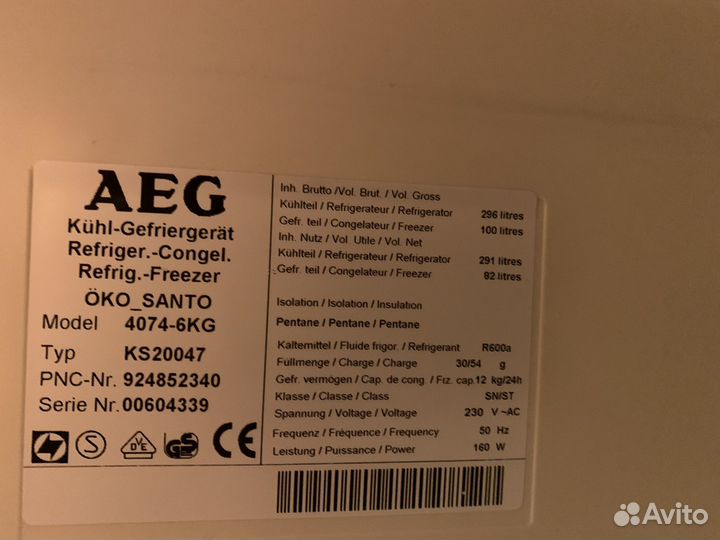 AEG
Kühl-Gefriergerät
Refriger.-Congel.
Refrig.-Freezer
ÖKO_SANTO
Model 4074-6KG
Typ KS20047
PNC-Nr. 924852340
Serie Nr. 00604339
S DVE GS CE
Inh. Brutto /Vol. Brut. / Vol. Gross
Kühlteil / Refrigerateur / Refrigerator 296 litres
Gefr. teil / Congelateur / Freezer 100 litres
Inh. Nutz / Vol Utile / Vol. Net
Kühlteil / Refrigerateur / Refrigerator 291 litres
Gefr. teil / Congelateur / Freezer 82 litres
Isolation / Isolation / Insulation
Pentane / Pentane / Pentane
Kältemittel / Fluide frigor. / Refrigerant R600a
Füllmenge / Charge / Charge 30/54 g
Gefr. vermögen / Cap. de cong. / Frz. cap. 12 kg/24h
Klasse / Classe / Class SN/ST
Spannung / Voltage / Voltage 230 V ~AC
Frequenz / Fréquence / Frequency 50 Hz
Leistung / Puissance / Power 160 W
Avito